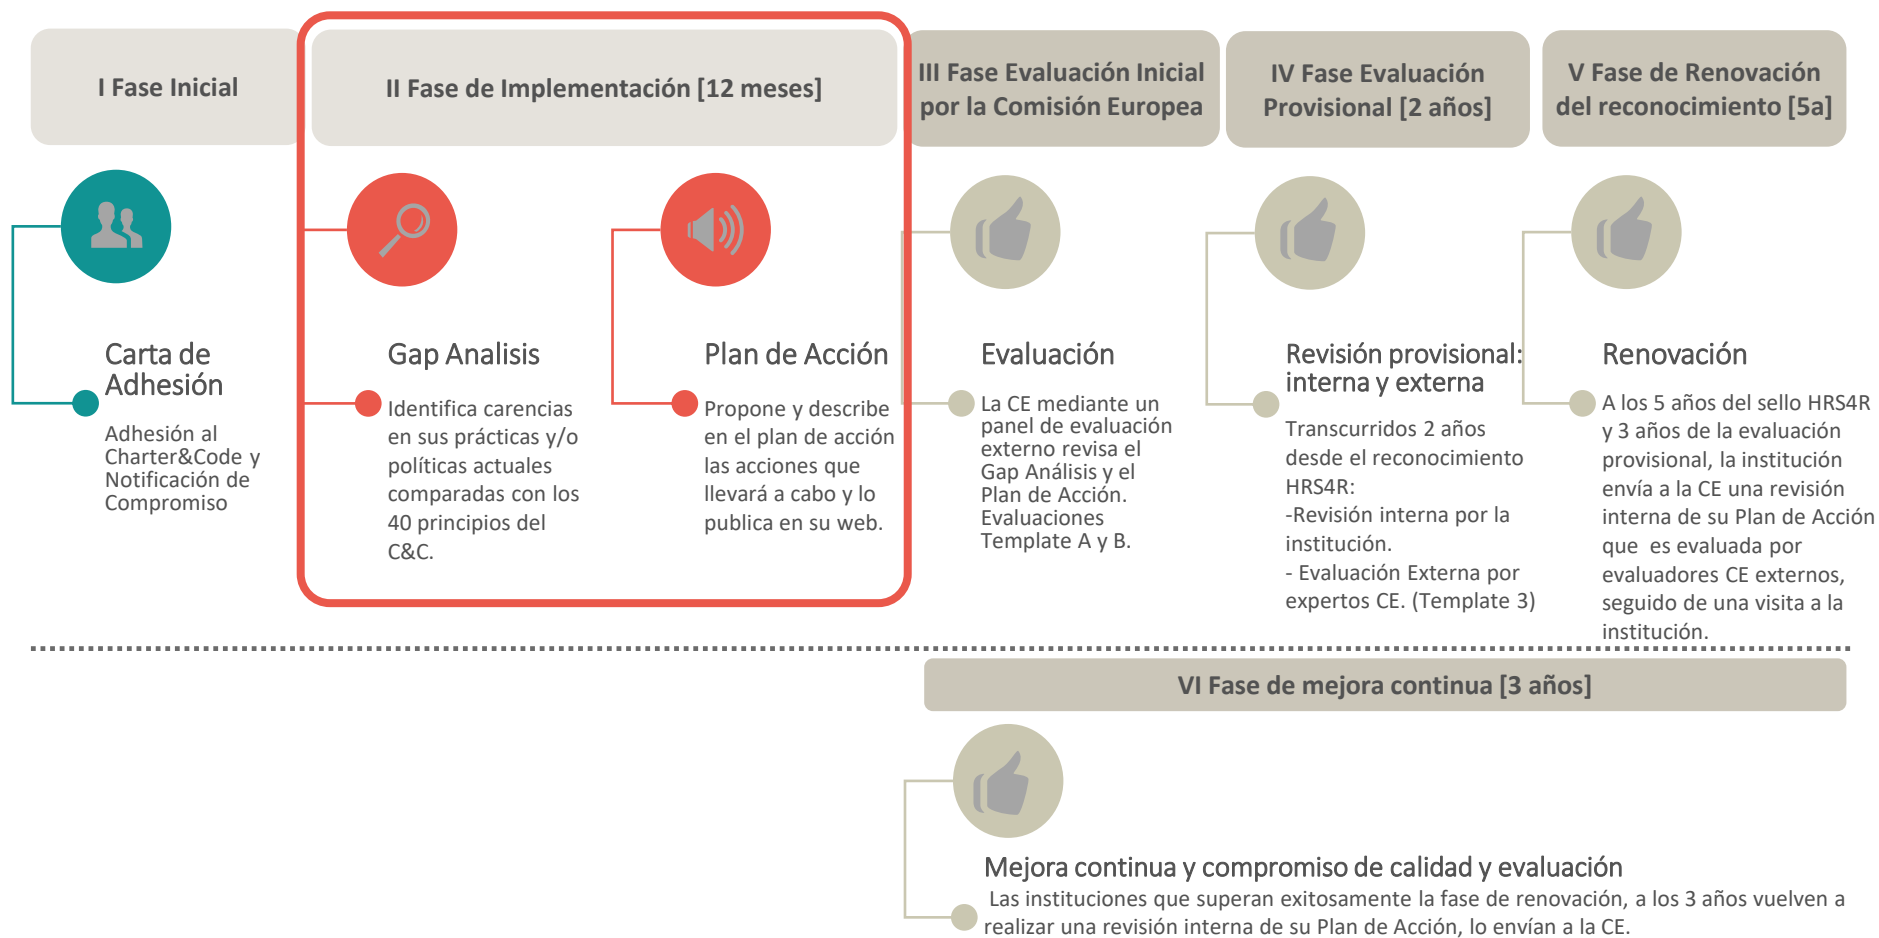 I Fase Inicial
II Fase de Implementación [12 meses]
III Fase Evaluación Inicial
por la Comisión Europea
IV Fase Evaluación
Provisional [2 años]
V Fase de Renovación
del reconocimiento [5a]
Carta de
Adhesión
Adhesión al
Charter&Code y
Notificación de
Compromiso
Gap Analisis
Identifica carencias
en sus prácticas y/o
políticas actuales
comparadas con los
40 principios del
C&C.
Plan de Acción
Propone y describe
en el plan de acción
las acciones que
llevará a cabo y lo
publica en su web.
Evaluación
La CE mediante un
panel de evaluación
externo revisa el
Gap Análisis y el
Plan de Acción.
Evaluaciones
Template A y B.
Revisión provisional:
interna y externa
Transcurridos 2 años
desde el reconocimiento
HRS4R:
-Revisión interna por la
institución.
- Evaluación Externa por
expertos CE. (Template 3)
Renovación
A los 5 años del sello HRS4R
y 3 años de la evaluación
provisional, la institución
envía a la CE una revisión
interna de su Plan de Acción
que es evaluada por
evaluadores CE externos,
seguido de una visita a la
institución.
VI Fase de mejora continua [3 años]
Mejora continua y compromiso de calidad y evaluación
Las instituciones que superan exitosamente la fase de renovación, a los 3 años vuelven a
realizar una revisión interna de su Plan de Acción, lo envían a la CE.